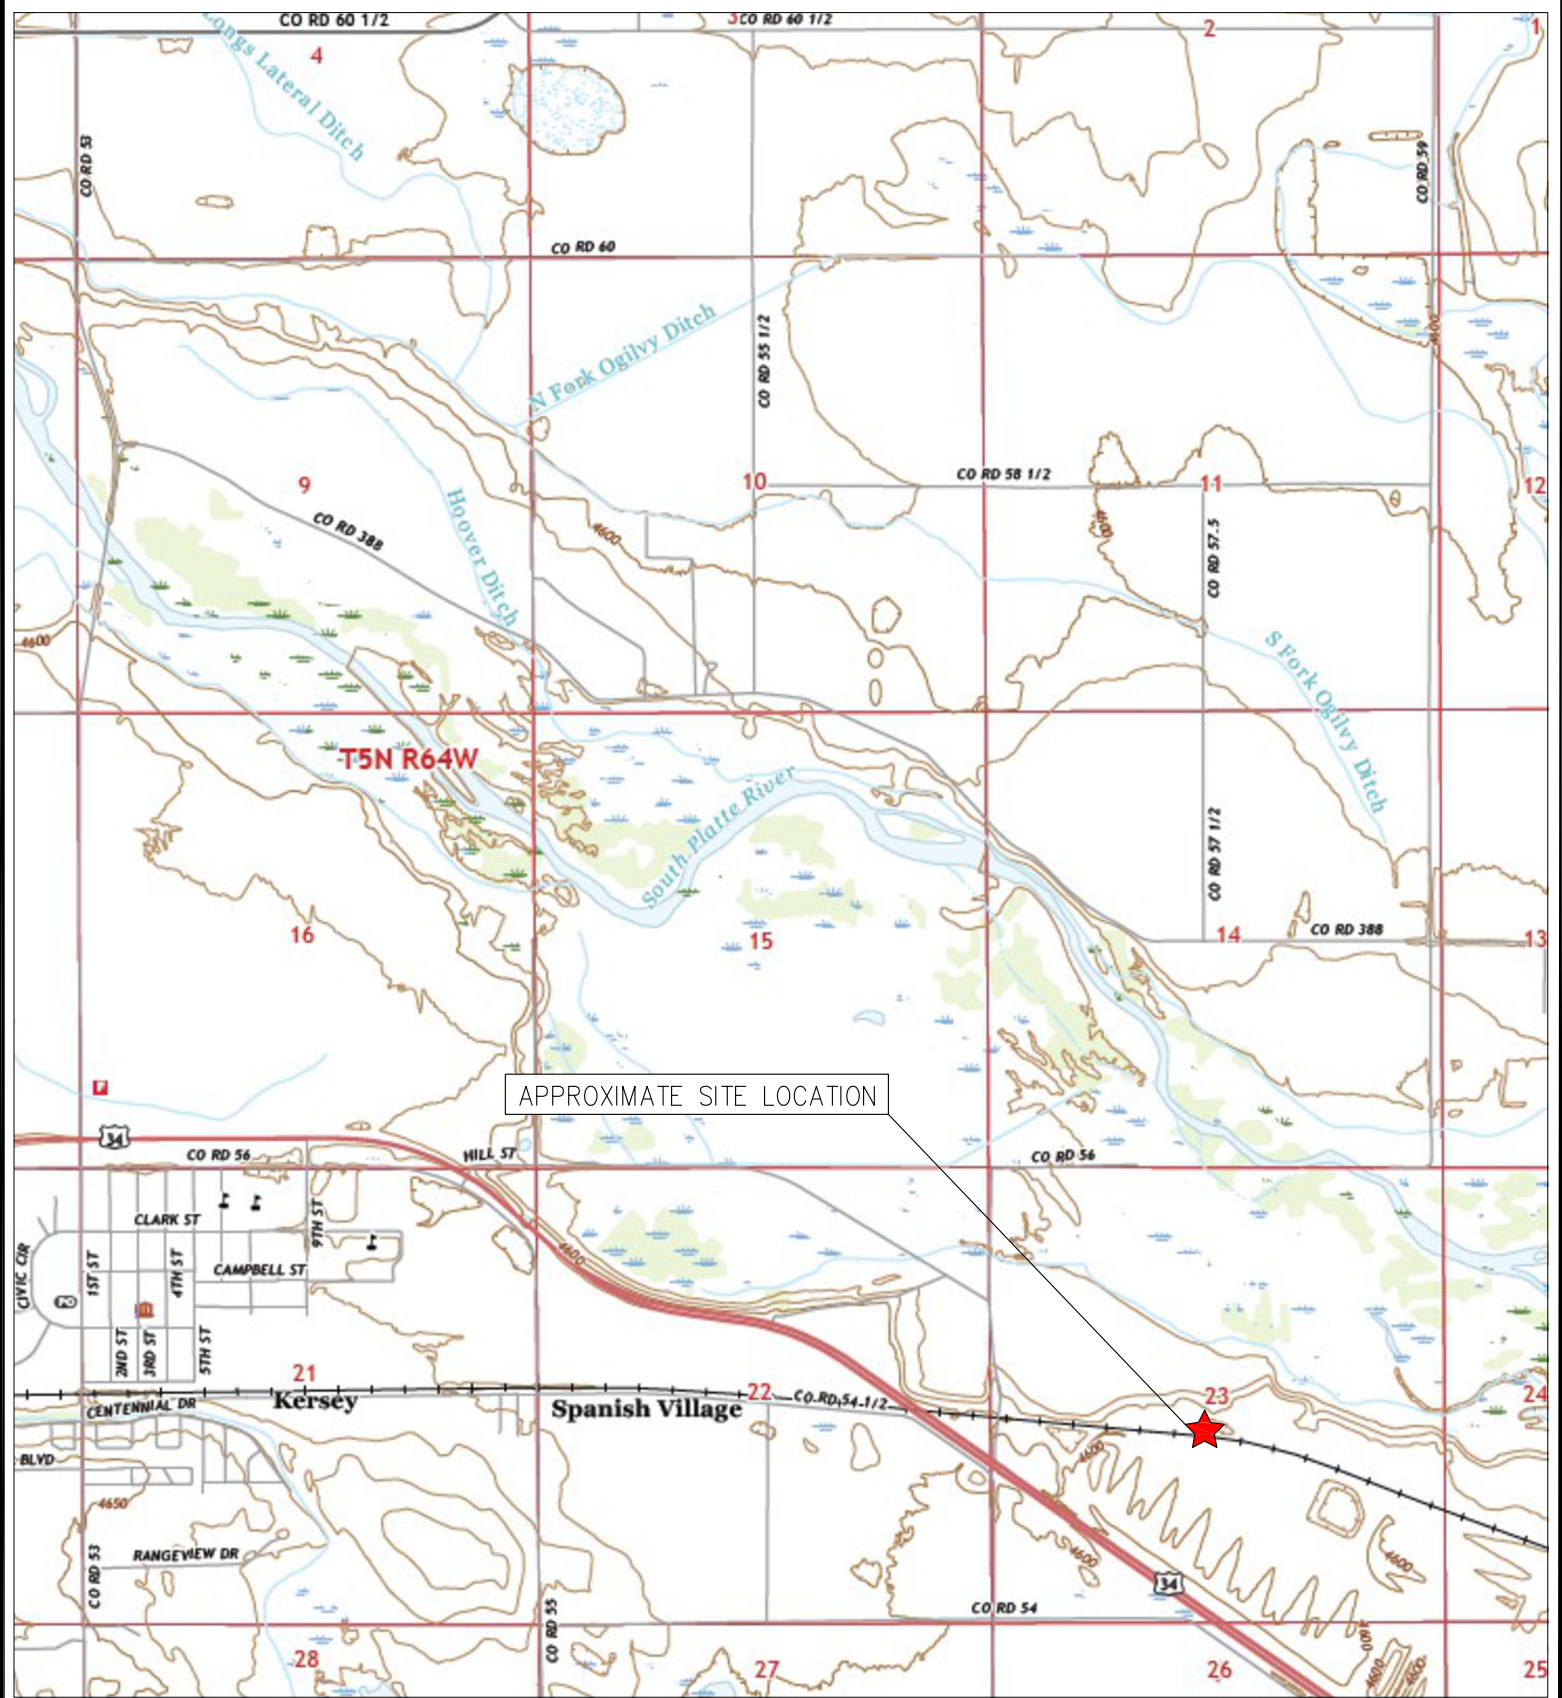 CO RD 60 1/2
3
CO RD 60 1/2
2
1
4
Longs Lateral Ditch
CO RD 53
CO RD 59
CO RD 60
N Fork Ogilvy Ditch
CO RD 55 1/2
4600
9
10
CO RD 58 1/2
11
12
Hoover Ditch
CO RD 388
4600
4600
CO RD 57.5
4600
S Fork Ogilvy Ditch
T5N R64W
South Platte River
CO RD 57 1/2
16
15
14
CO RD 388
13
F
APPROXIMATE SITE LOCATION
34
CO RD 56
HILL ST
CO RD 56
CLARK ST
9TH ST
CIVIC CIR
1ST ST
4TH ST
CAMPBELL ST
4600
PO
2ND ST
3RD ST
5TH ST
21
Kersey
22
CO RD 54 1/2
23
24
CENTENNIAL DR
Spanish Village
BLVD
4600
4650
RANGEVIEW DR
CO RD 53
4600
4600
34
CO RD 55
CO RD 54
4600
28
27
26
25
4600
4600